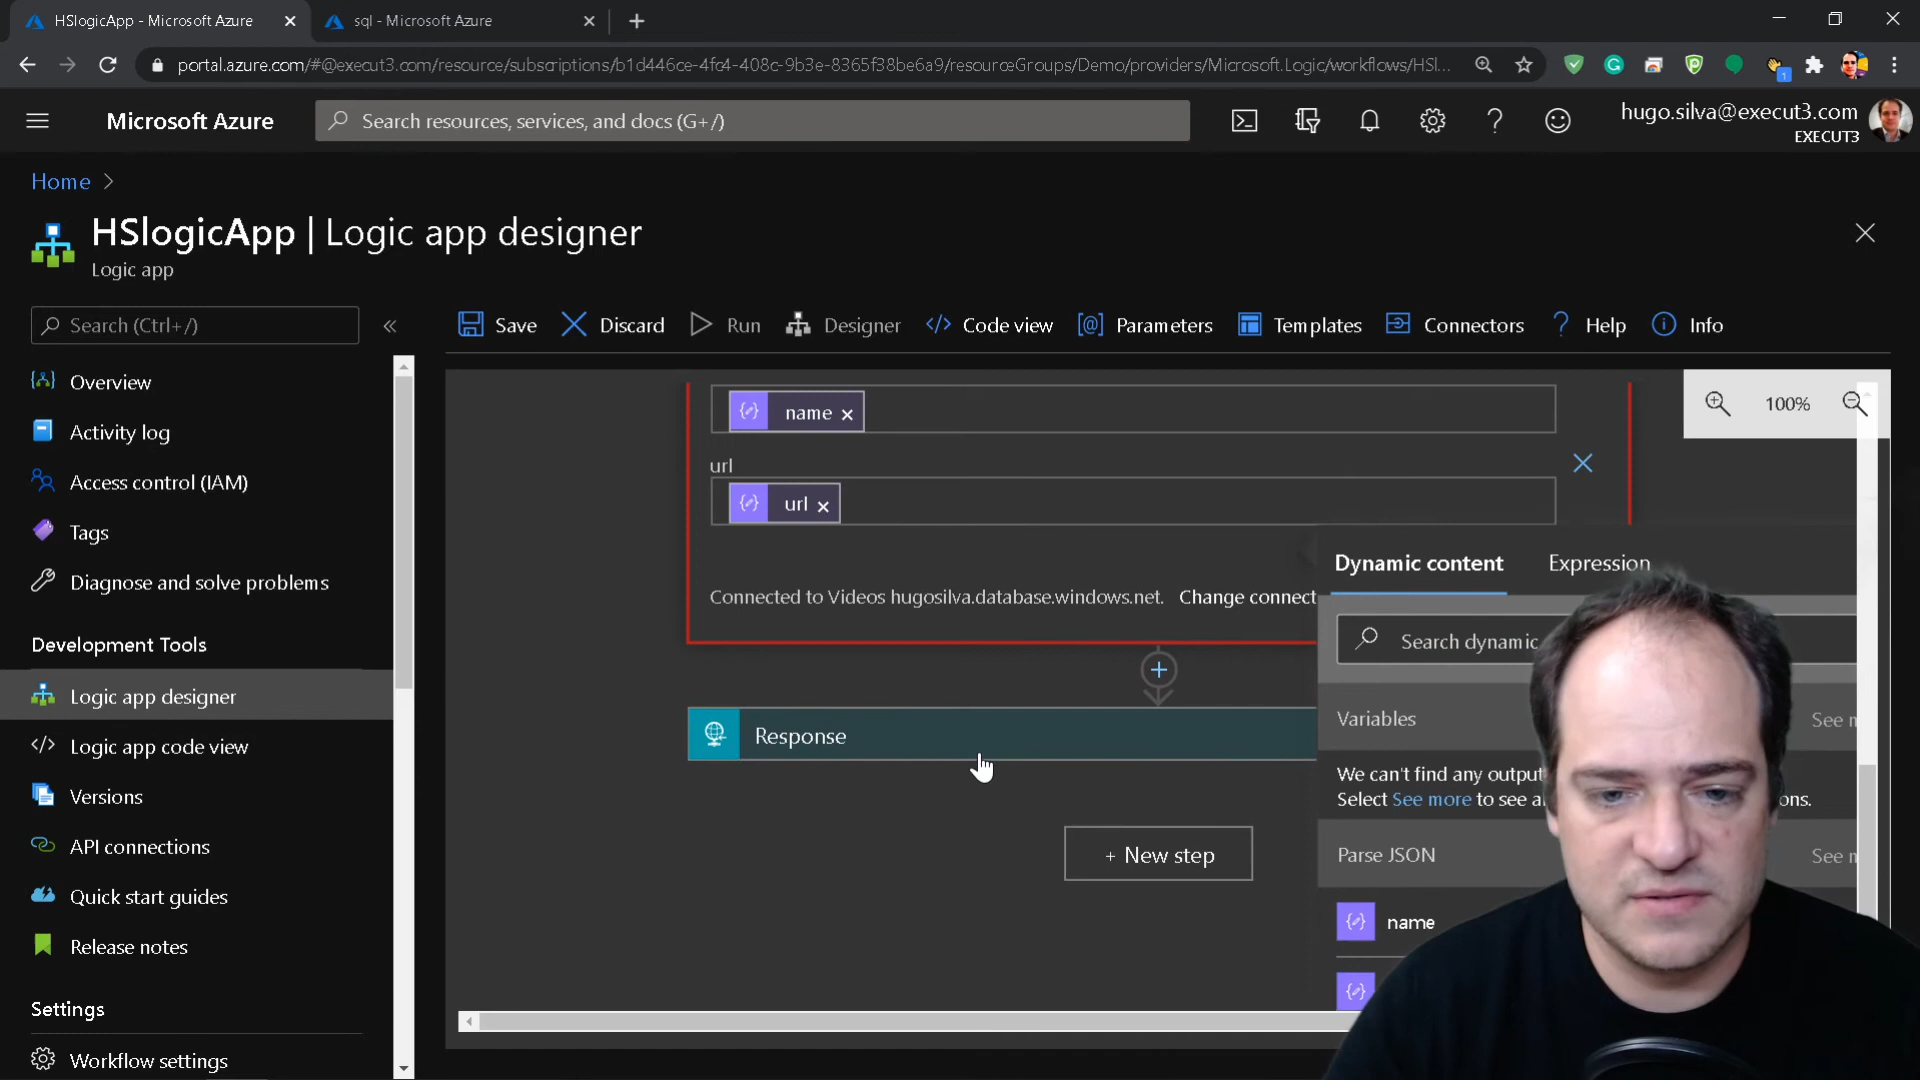 HSlogicApp - Microsoft Azure
sql - Microsoft Azure
portal.azure.com/#@execut3.com/resource/subscriptions/b1d446ce-4fc4-408c-9b3e-8365f38be6a9/resourceGroups/Demo/providers/Microsoft.Logic/workflows/HSl...
1
Microsoft Azure
Search resources, services, and docs (G+/)
hugo.silva@execut3.com
EXECUT3
Home
HSlogicApp | Logic app designer
Logic app
Search (Ctrl+/)
Save
Discard
Run
Designer
Code view
Parameters
Templates
Connectors
Help
Info
Overview
Activity log
Access control (IAM)
Tags
Diagnose and solve problems
Development Tools
Logic app designer
Logic app code view
Versions
API connections
Quick start guides
Release notes
Settings
Workflow settings
100%
name
url
url
Connected to Videos hugosilva.database.windows.net. Change connect
Response
+ New step
Dynamic content
Expression
Search dynamic
Variables
See
We can't find any output
Select See more to see
ons.
Parse JSON
See
name